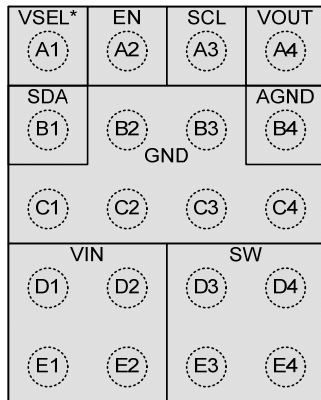 VSEL* EN SCL VOUT
A1 A2 A3 A4
SDA AGND
B1 B2 B3 B4
GND
C1 C2 C3 C4
VIN SW
D1 D2 D3 D4
E1 E2 E3 E4